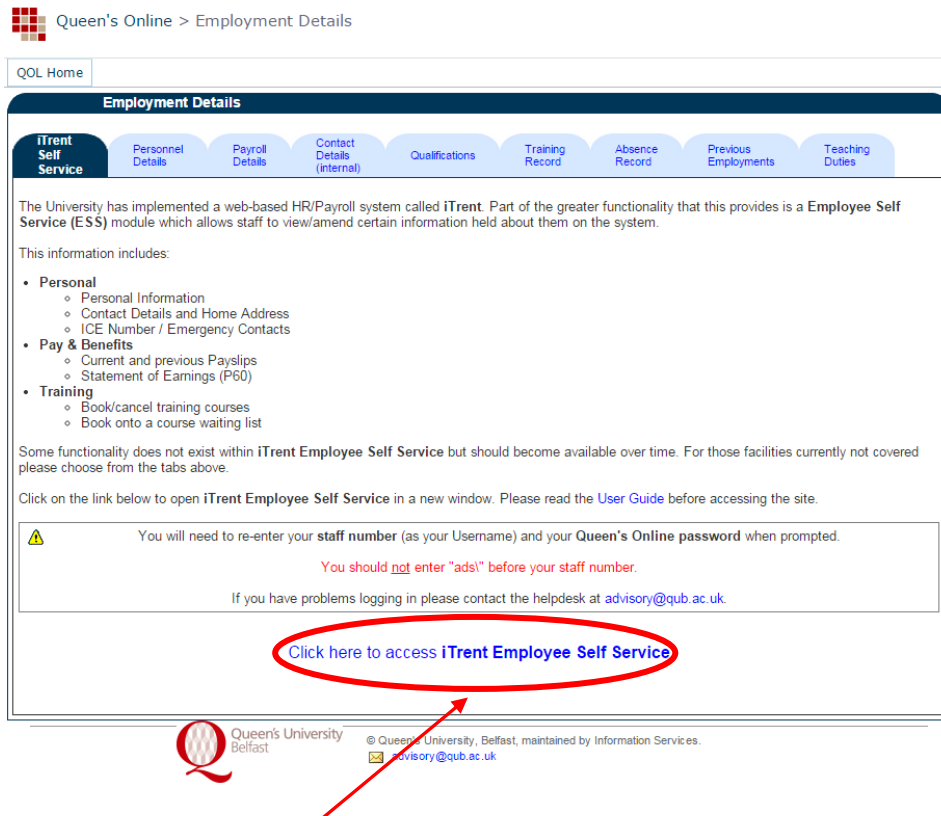 Queen's Online > Employment Details
QOL Home
Employment Details
iTrent Self Service
Personnel Details
Payroll Details
Contact Details (internal)
Qualifications
Training Record
Absence Record
Previous Employments
Teaching Duties
The University has implemented a web-based HR/Payroll system called iTrent. Part of the greater functionality that this provides is a Employee Self
Service (ESS) module which allows staff to view/amend certain information held about them on the system.
This information includes:
• Personal
◦ Personal Information
◦ Contact Details and Home Address
◦ ICE Number / Emergency Contacts
• Pay & Benefits
◦ Current and previous Payslips
◦ Statement of Earnings (P60)
• Training
◦ Book/cancel training courses
◦ Book onto a course waiting list
Some functionality does not exist within iTrent Employee Self Service but should become available over time. For those facilities currently not covered
please choose from the tabs above.
Click on the link below to open iTrent Employee Self Service in a new window. Please read the User Guide before accessing the site.
You will need to re-enter your staff number (as your Username) and your Queen's Online password when prompted.
You should not enter "ads\" before your staff number.
If you have problems logging in please contact the helpdesk at advisory@qub.ac.uk.
Click here to access iTrent Employee Self Service
Queen's University
Belfast
© Queen's University, Belfast, maintained by Information Services.
advisory@qub.ac.uk